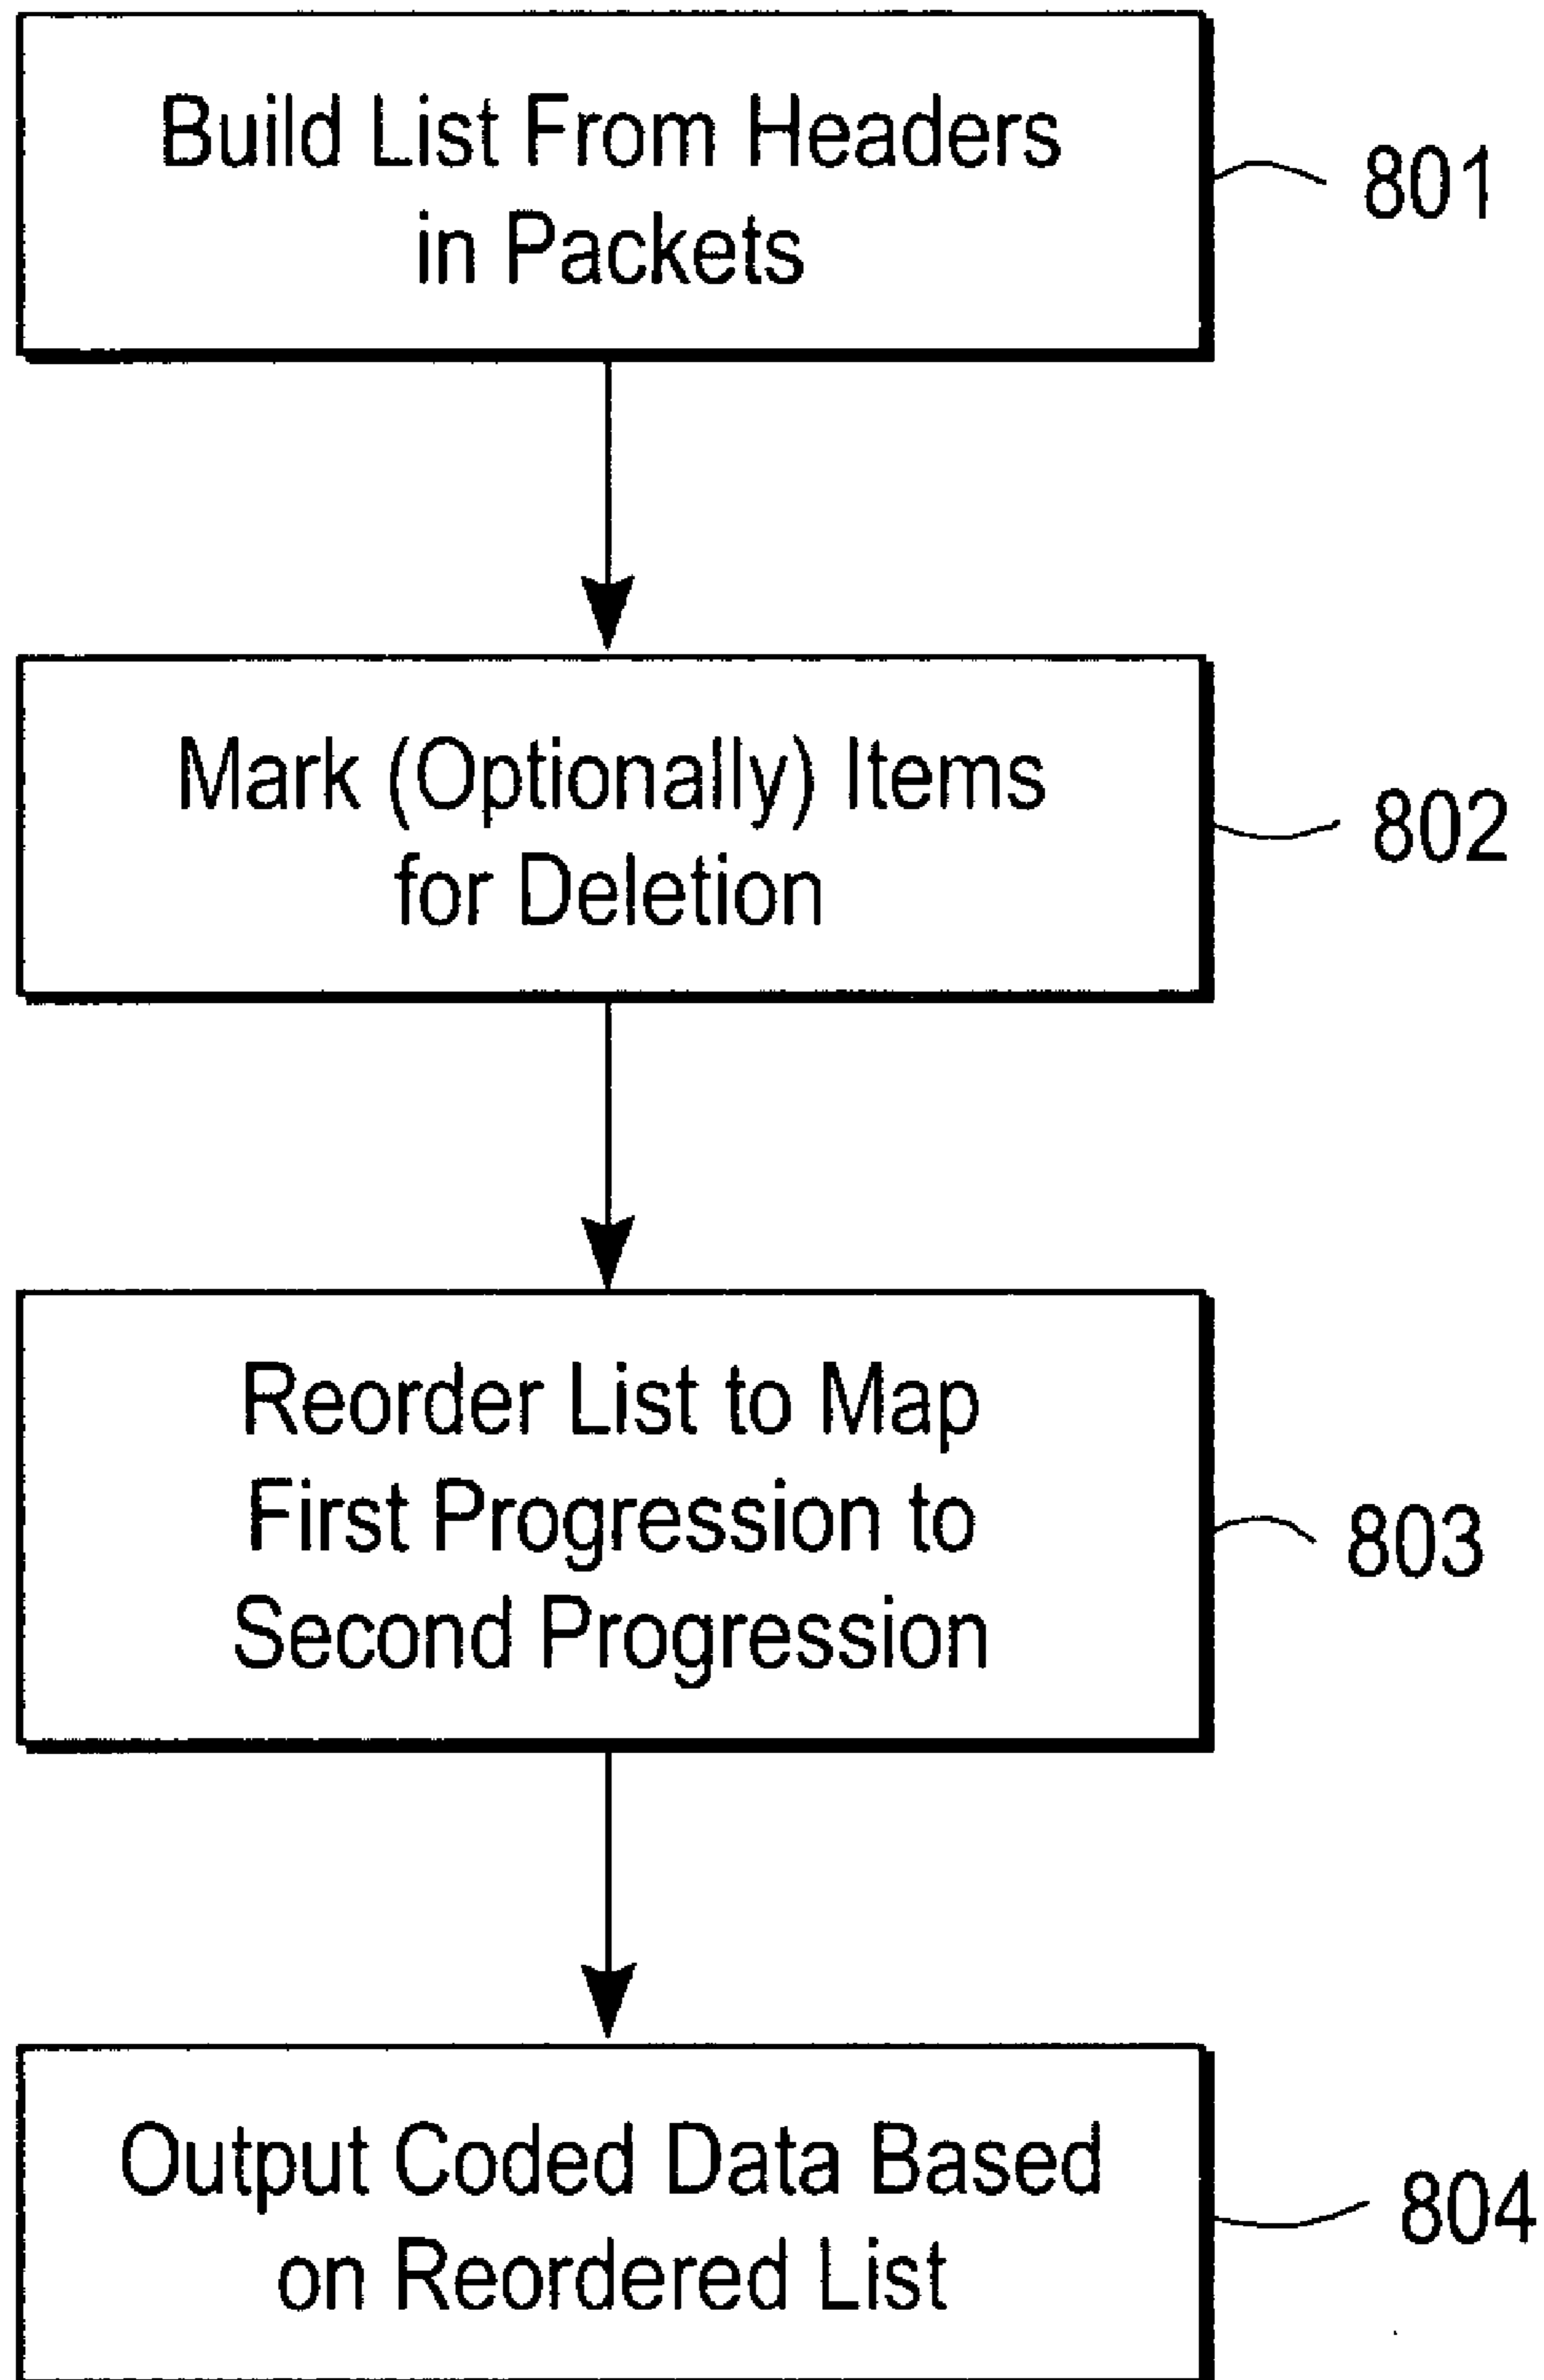 Build List From Headers
in Packets
801
Mark (Optionally) Items
for Deletion
802
Reorder List to Map
First Progression to
Second Progression
803
Output Coded Data Based
on Reordered List
804